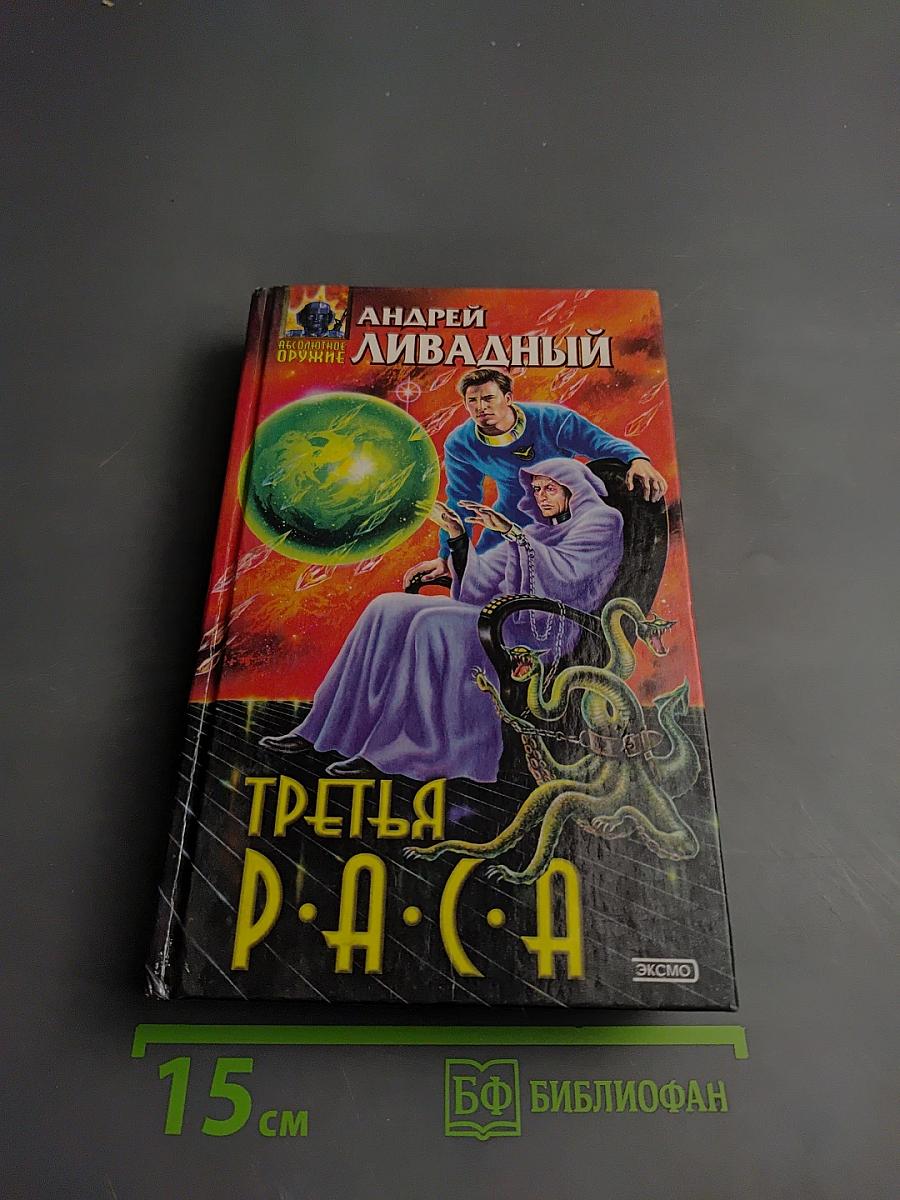 АБСОЛЮТНОЕ
ОРУЖИЕ
АНДРЕЙ
ЛИВАДНЫЙ
ТРЕТЬЯ
Р·А·С·А
ЭКСМО
15 см
БФ БИБЛИОФАН